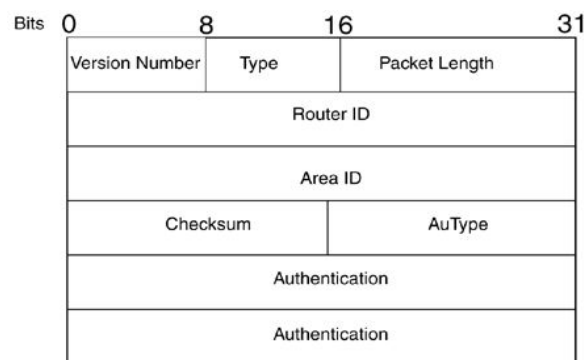 Bits 0 8 16 31
Version Number Type Packet Length
Router ID
Area ID
Checksum AuType
Authentication
Authentication